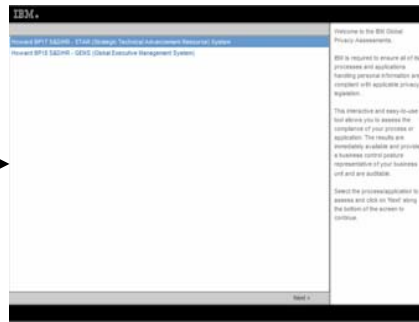 IBM.
Howard BP17 S&D/HR - STAR (Strategic Technical Advancement Resource) System
Howard BP18 S&D/HR - GEMS (Global Executive Management System)
Welcome to the IBM Global
Privacy Assessments.
IBM is required to ensure all of its
processes and applications
handling personal information are
compliant with applicable privacy
legislation.
This interactive and easy-to-use
tool allows you to assess the
compliance of your process or
application. The results are
immediately available and provide
a business control posture
representative of your business
unit and are auditable.
Select the process/application to
assess and click on 'Next' along
the bottom of the screen to
continue.
Next >